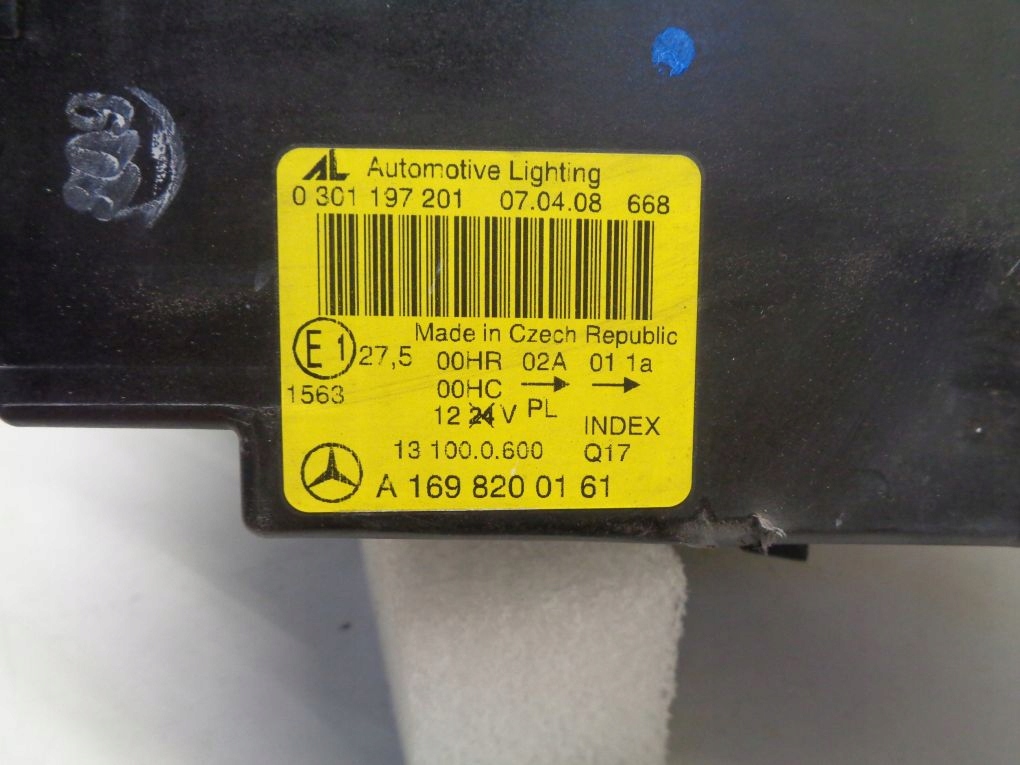 AL Automotive Lighting
0 301 197 201 07.04.08 668
Made in Czech Republic
E1 27,5 00HR 02A 01 1a
1563 00HC
12 24 V PL INDEX
13 100.0.600 Q17
A 169 820 01 61